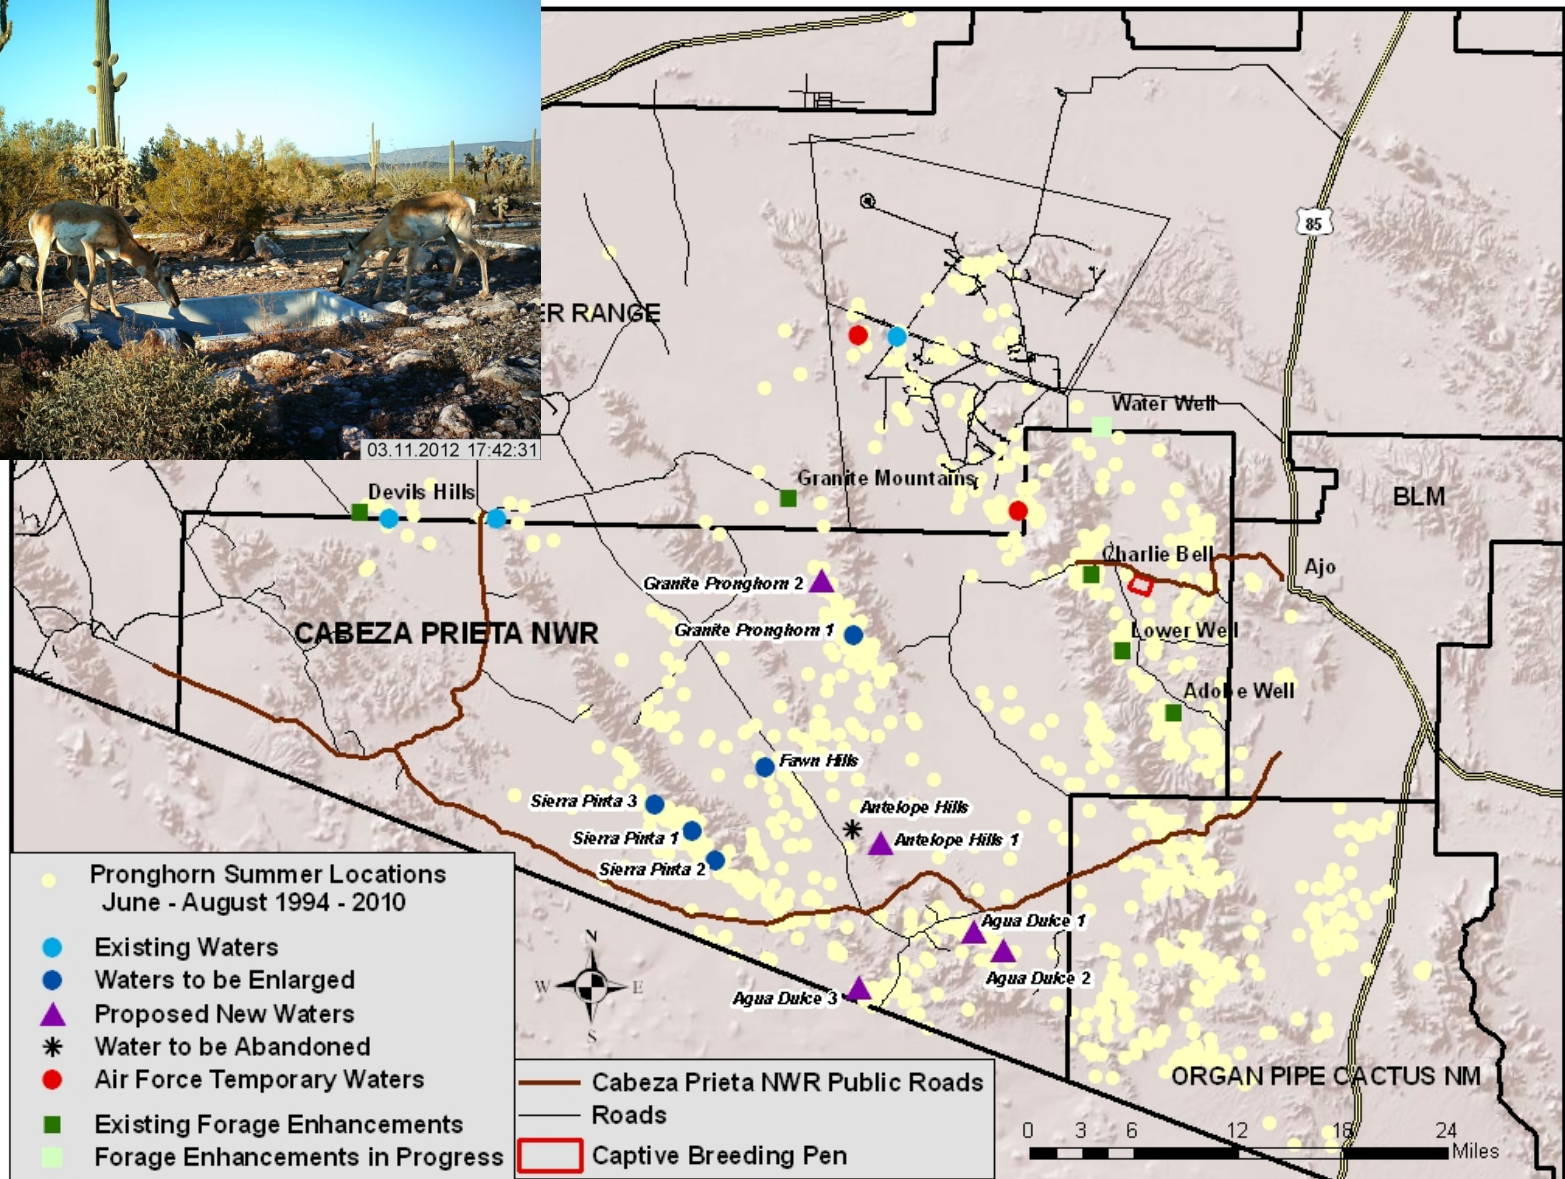 03.11.2012 17:42:31
ER RANGE
85
Water Well
Granite Mountains
Devils Hills
BLM
Charlie Bell
Ajo
Granite Pronghorn 2
Granite Pronghorn 1
CABEZA PRIETA NWR
Lower Well
Adobe Well
Fawn Hills
Sierra Pinta 3
Antelope Hills
Sierra Pinta 1
Antelope Hills 1
Sierra Pinta 2
Agua Dulce 1
Agua Dulce 2
Agua Dulce 3
ORGAN PIPE CACTUS NM
Pronghorn Summer Locations
June - August 1994 - 2010
Existing Waters
Waters to be Enlarged
Proposed New Waters
Water to be Abandoned
Air Force Temporary Waters
Existing Forage Enhancements
Forage Enhancements in Progress
N
W E
S
Cabeza Prieta NWR Public Roads
Roads
Captive Breeding Pen
0 3 6 12 18 24
Miles